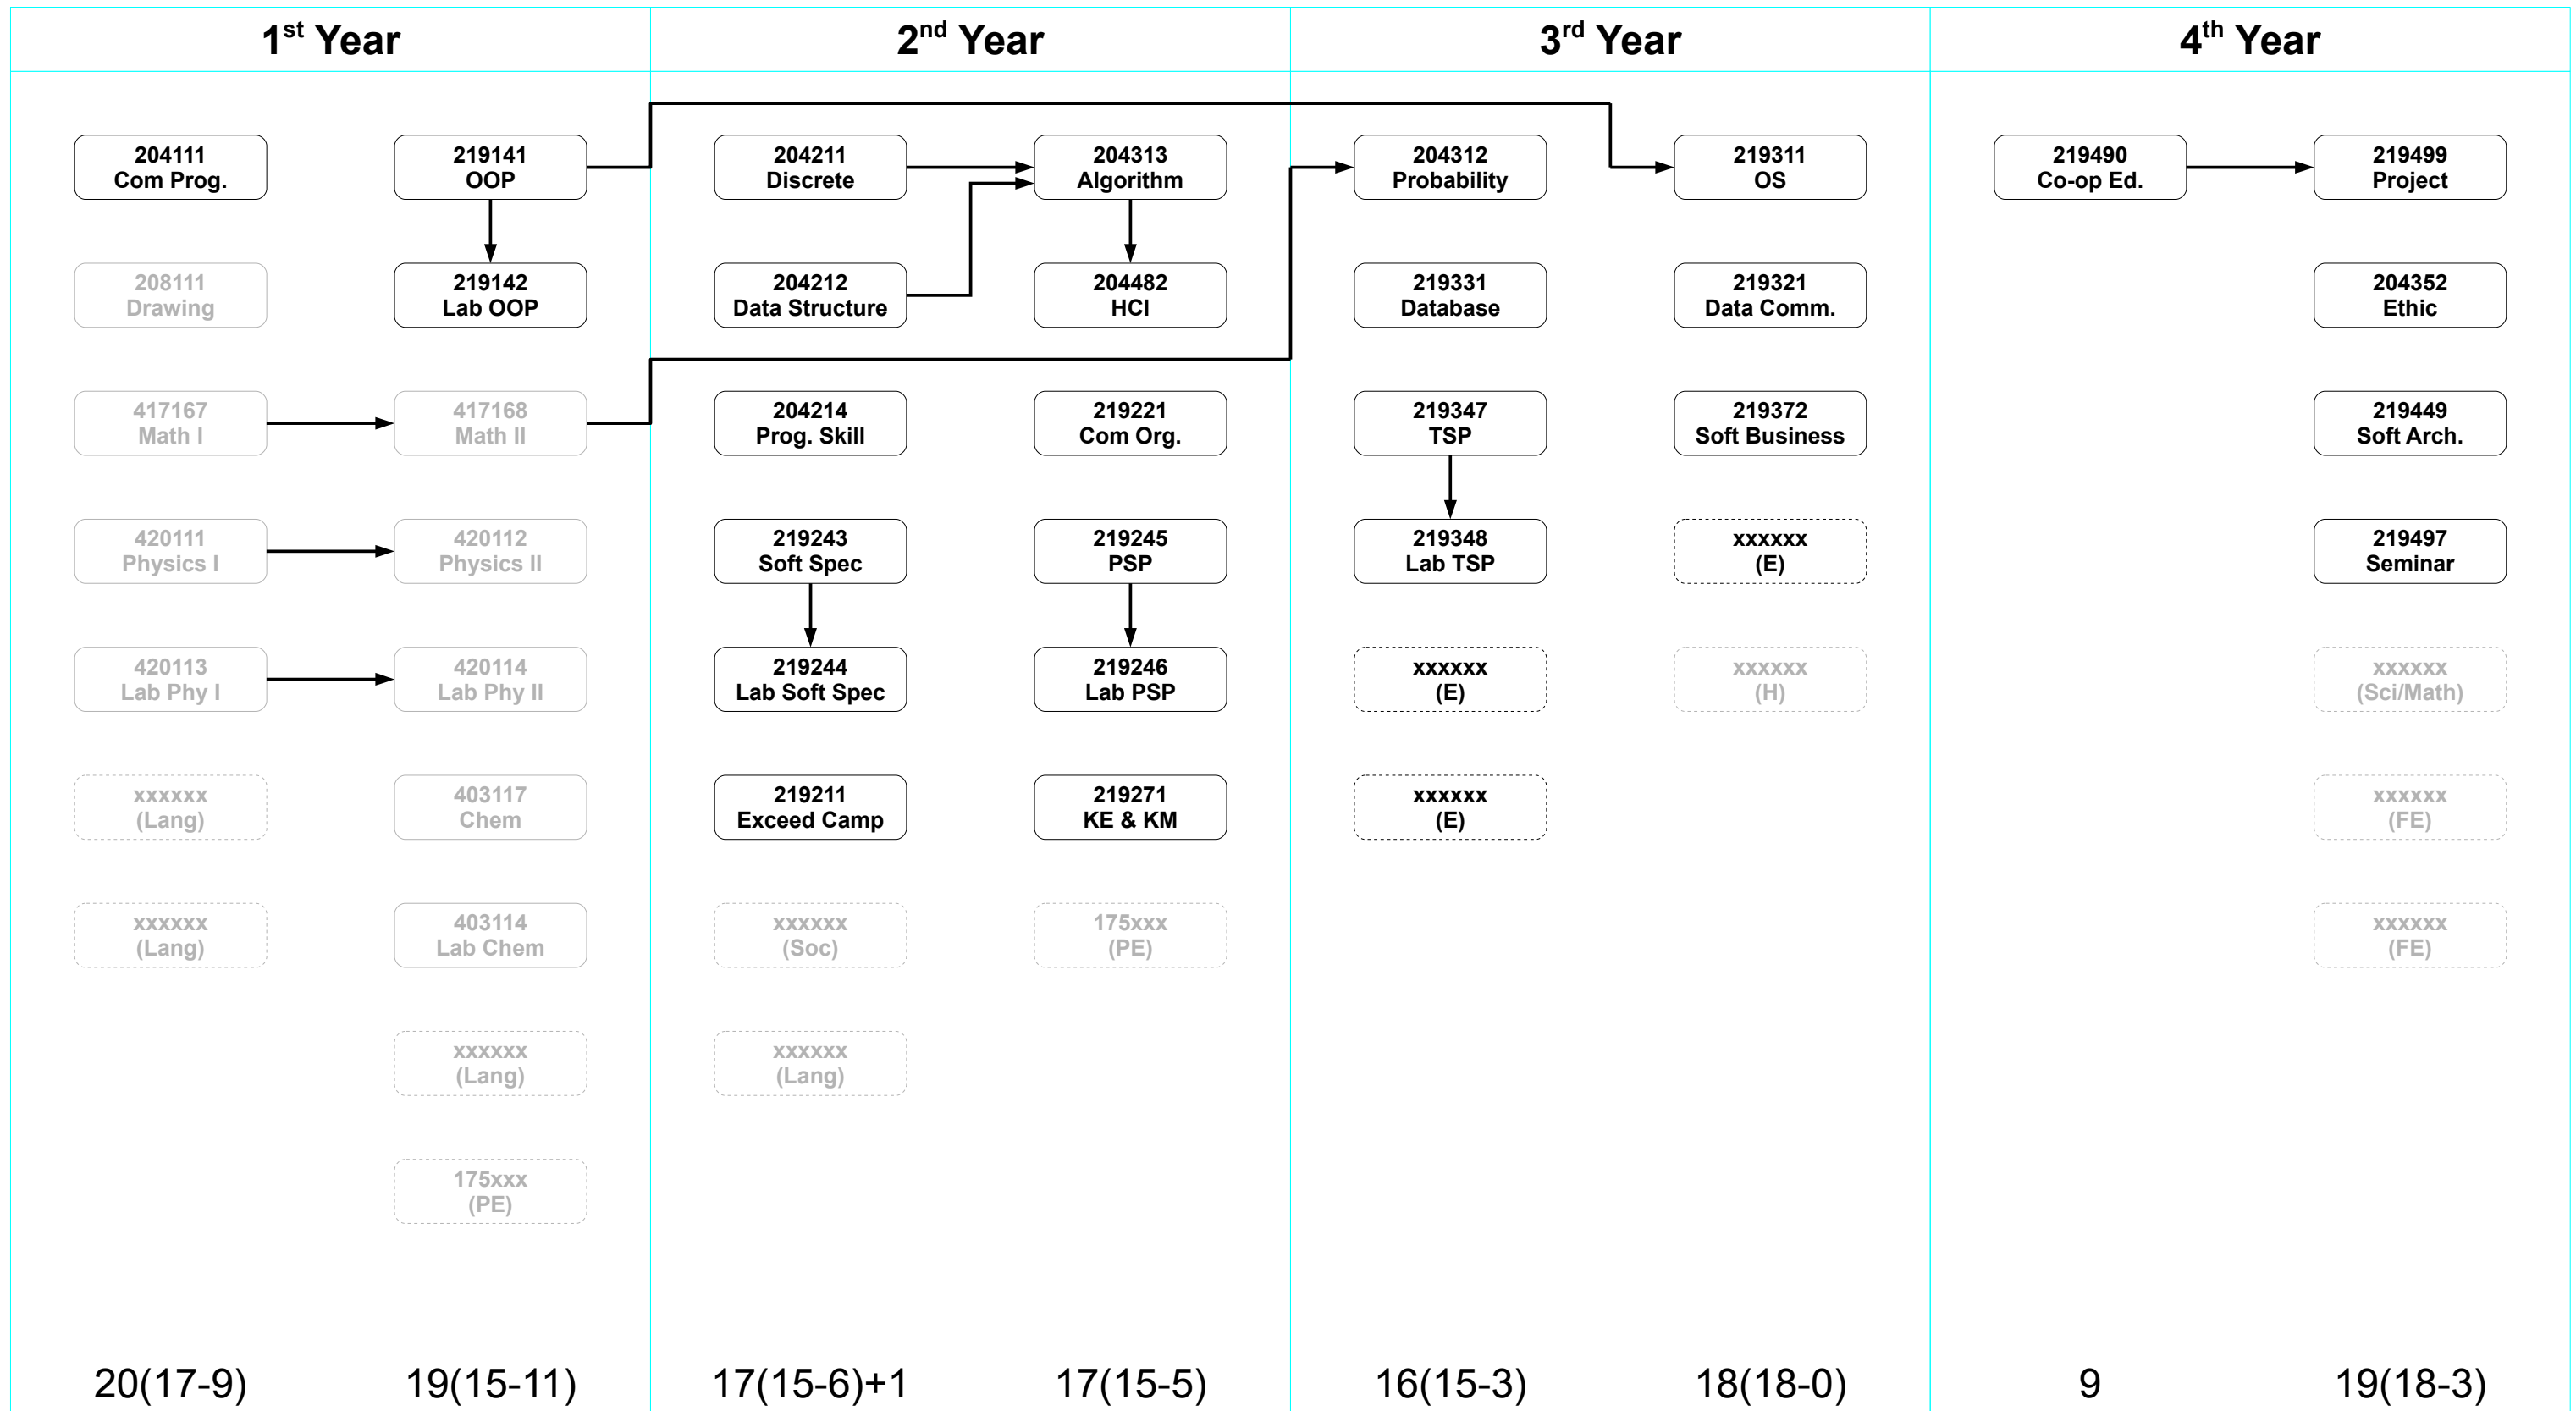 1st Year
2nd Year
3rd Year
4th Year
204111
Com Prog.
219141
OOP
204211
Discrete
204313
Algorithm
204312
Probability
219311
OS
219490
Co-op Ed.
219499
Project
208111
Drawing
219142
Lab OOP
204212
Data Structure
204482
HCI
219331
Database
219321
Data Comm.
204352
Ethic
417167
Math I
417168
Math II
204214
Prog. Skill
219221
Com Org.
219347
TSP
219372
Soft Business
219449
Soft Arch.
420111
Physics I
420112
Physics II
219243
Soft Spec
219245
PSP
219348
Lab TSP
xxxxxx
(E)
219497
Seminar
420113
Lab Phy I
420114
Lab Phy II
219244
Lab Soft Spec
219246
Lab PSP
xxxxxx
(E)
xxxxxx
(H)
xxxxxx
(Sci/Math)
xxxxxx
(Lang)
403117
Chem
219211
Exceed Camp
219271
KE & KM
xxxxxx
(E)
xxxxxx
(FE)
xxxxxx
(Lang)
403114
Lab Chem
xxxxxx
(Soc)
175xxx
(PE)
xxxxxx
(FE)
xxxxxx
(Lang)
xxxxxx
(Lang)
175xxx
(PE)
20(17-9)
19(15-11)
17(15-6)+1
17(15-5)
16(15-3)
18(18-0)
9
19(18-3)